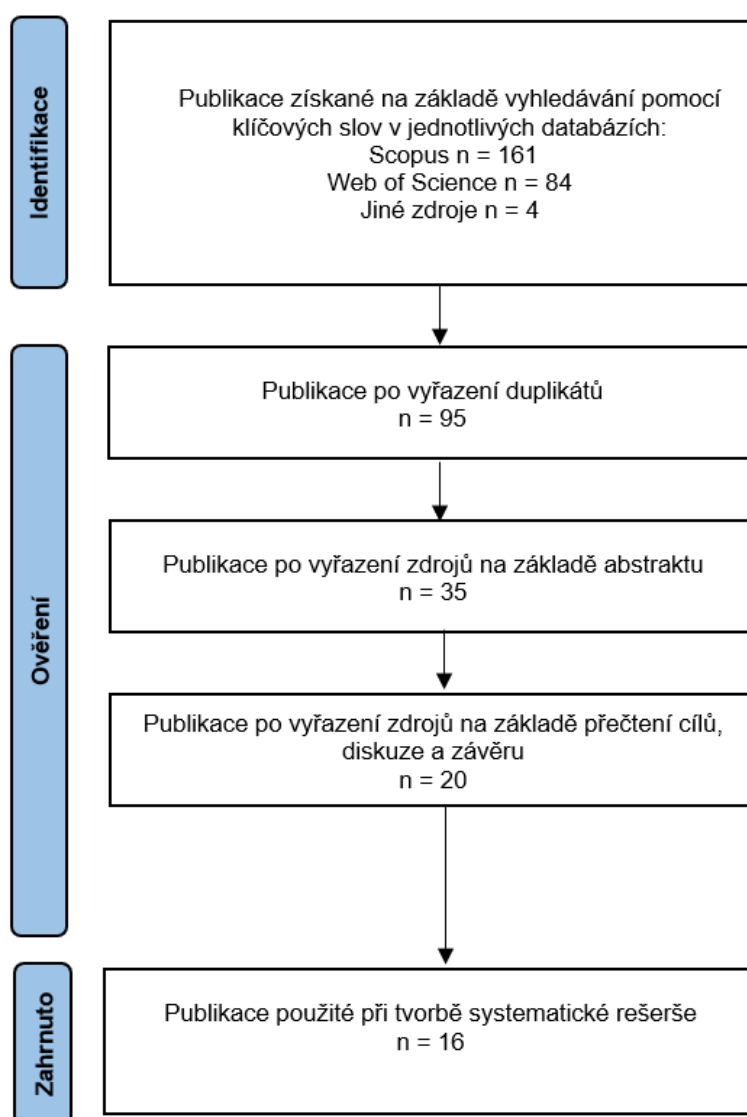 Identifikace
Publikace získané na základě vyhledávání pomocí
klíčových slov v jednotlivých databázích:
Scopus n = 161
Web of Science n = 84
Jiné zdroje n = 4
Ověření
Publikace po vyřazení duplikátů
n = 95
Publikace po vyřazení zdrojů na základě abstraktu
n = 35
Publikace po vyřazení zdrojů na základě přečtení cílů,
diskuze a závěru
n = 20
Zahrnuto
Publikace použité při tvorbě systematické rešerše
n = 16